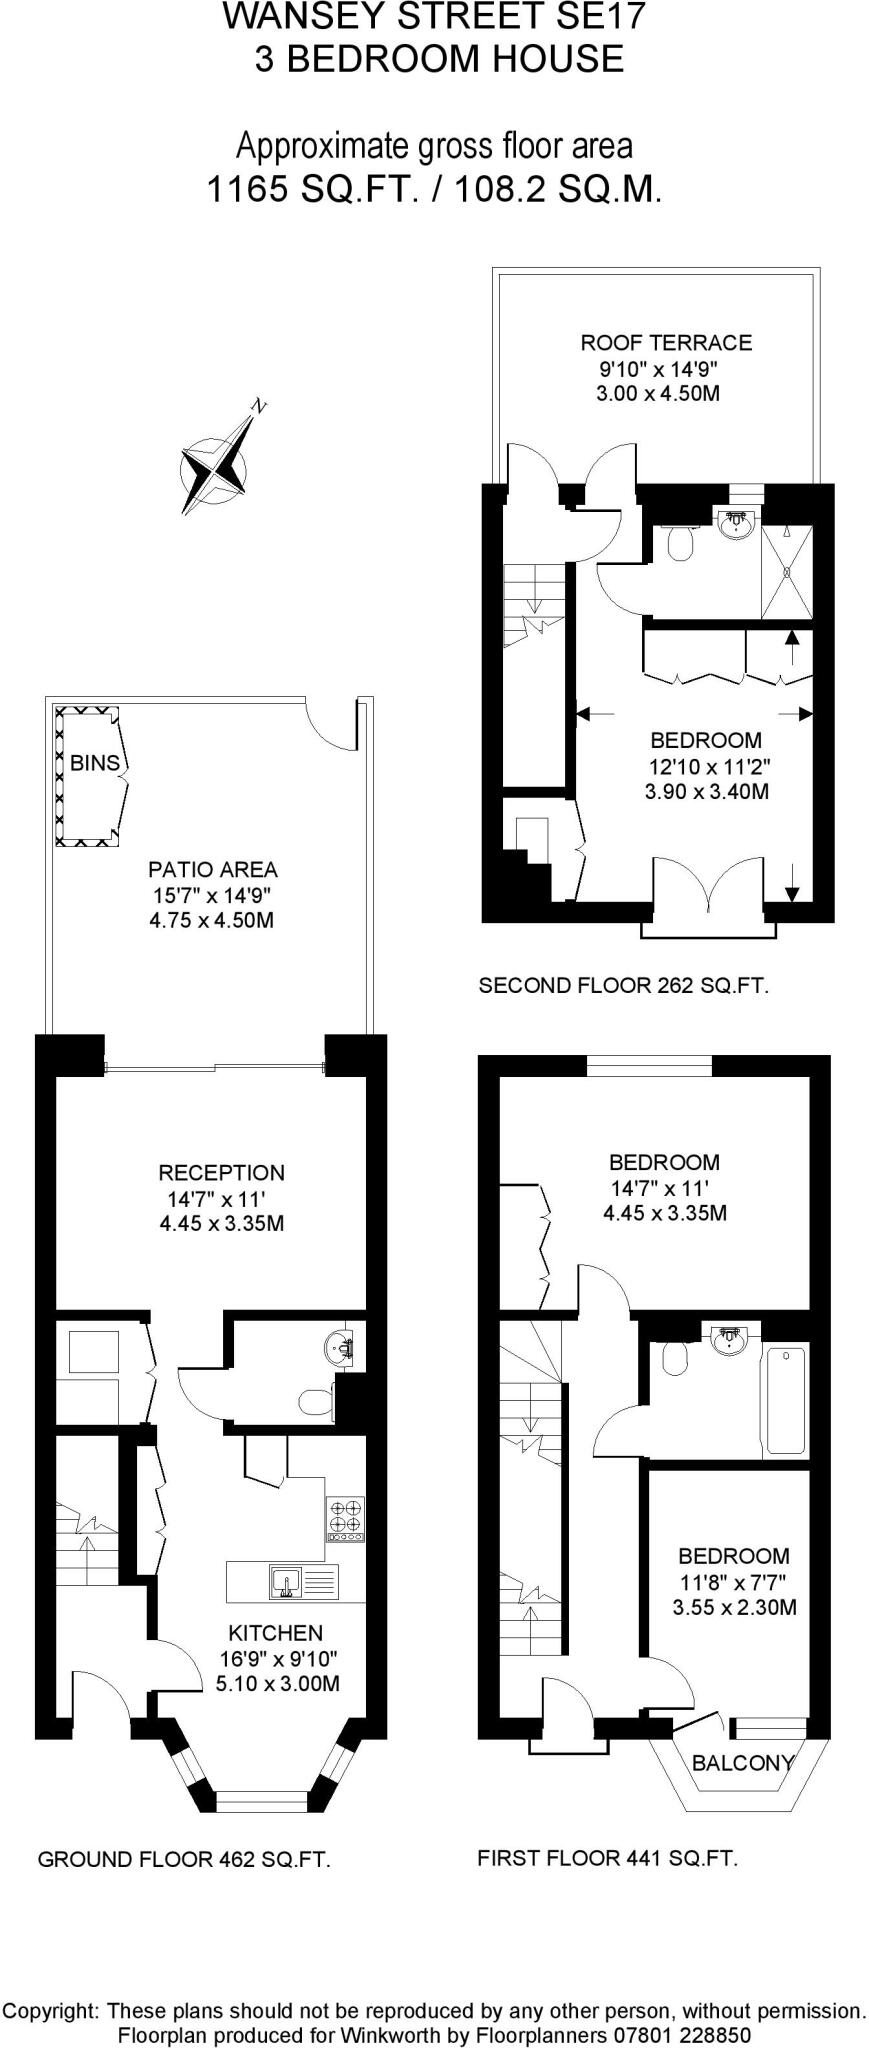 WANSEY STREET SE17
3 BEDROOM HOUSE
Approximate gross floor area
1165 SQ.FT. / 108.2 SQ.M.
ROOF TERRACE
9'10" x 14'9"
3.00 x 4.50M
N
BEDROOM
12'10 x 11'2"
3.90 x 3.40M
SECOND FLOOR 262 SQ.FT.
BINS
PATIO AREA
15'7" x 14'9"
4.75 x 4.50M
RECEPTION
14'7" x 11'
4.45 x 3.35M
KITCHEN
16'9" x 9'10"
5.10 x 3.00M
GROUND FLOOR 462 SQ.FT.
BEDROOM
14'7" x 11'
4.45 x 3.35M
BEDROOM
11'8" x 7'7"
3.55 x 2.30M
BALCONY
FIRST FLOOR 441 SQ.FT.
Copyright: These plans should not be reproduced by any other person, without permission.
Floorplan produced for Winkworth by Floorplanners 07801 228850